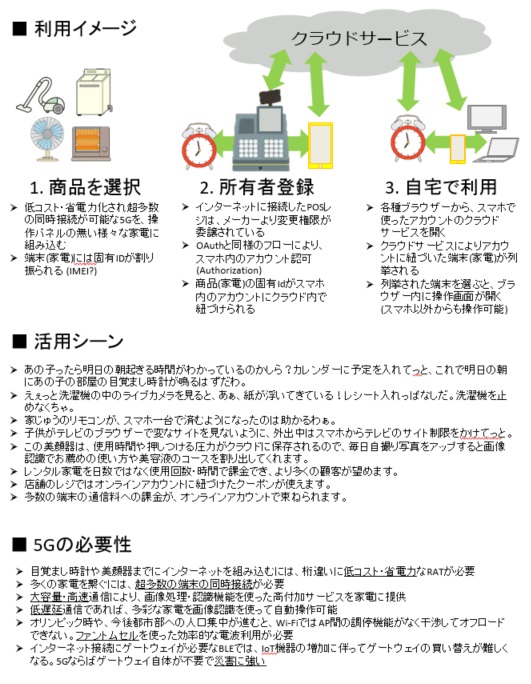 ■ 利用イメージ
クラウドサービス
1. 商品を選択
➢ 低コスト・省電力化され超多数
の同時接続が可能な5Gを、操
作パネルの無い様々な家電に
組み込む
➢ 端末(家電)には固有IDが割り
振られる (IMEI?)
2. 所有者登録
➢ インターネットに接続したPOSレ
ジは、メーカーより変更権限が
委譲されている
➢ OAuthと同様のフローにより、
スマホ内のアカウント認可
(Authorization)
➢ 商品(家電)の固有Idがスマホ
内のアカウントにクラウド内で
紐づけられる
3. 自宅で利用
➢ 各種ブラウザーから、スマホで
使ったアカウントのクラウド
サービスを開く
➢ クラウドサービスによりアカウ
ントに紐づいた端末(家電)が列
挙される
➢ 列挙された端末を選ぶと、ブラ
ウザー内に操作画面が開く
(スマホ以外からも操作可能)
■ 活用シーン
➢ あの子ったら明日の朝起きる時間がわかっているのかしら？カレンダーに予定を入れてっと、これで明日の朝
にあの子の部屋の目覚まし時計が鳴るはずだわ。
➢ えぇっと洗濯機の中のライブカメラを見ると、あぁ、紙が浮いてきている！レシート入れっぱなしだ。洗濯機を止
めなくちゃ。
➢ 家じゅうのリモコンが、スマホ一台で済むようになったのは助かるわぁ。
➢ 子供がテレビのブラウザーで変なサイトを見ないように、外出中はスマホからテレビのサイト制限をかけてっと。
➢ この美顔器は、使用時間や押しつける圧力がクラウドに保存されるので、毎日自撮り写真をアップすると画像
認識でお薦めの使い方や美容液のコースを割り出してくれます。
➢ レンタル家電を日数ではなく使用回数・時間で課金でき、より多くの顧客が望めます。
➢ 店舗のレジではオンラインアカウントに紐づけたクーポンが使えます。
➢ 多数の端末の通信料への課金が、オンラインアカウントで束ねられます。
■ 5Gの必要性
➢ 目覚まし時計や美顔器までにインターネットを組み込むには、桁違いに低コスト・省電力なRATが必要
➢ 多くの家電を繋ぐには、超多数の端末の同時接続が必要
➢ 大容量・高速通信により、画像処理・認識機能を使った高付加サービスを家電に提供
➢ 低遅延通信であれば、多彩な家電を画像認識を使って自動操作可能
➢ オリンピック時や、今後都市部への人口集中が進むと、Wi-FiではAP間の調停機能がなく干渉してオフロード
できない。ファントムセルを使った効率的な電波利用が必要
➢ インターネット接続にゲートウェイが必要なBLEでは、IoT機器の増加に伴ってゲートウェイの買い替えが難しく
なる。5Gならばゲートウェイ自体が不要で災害に強い